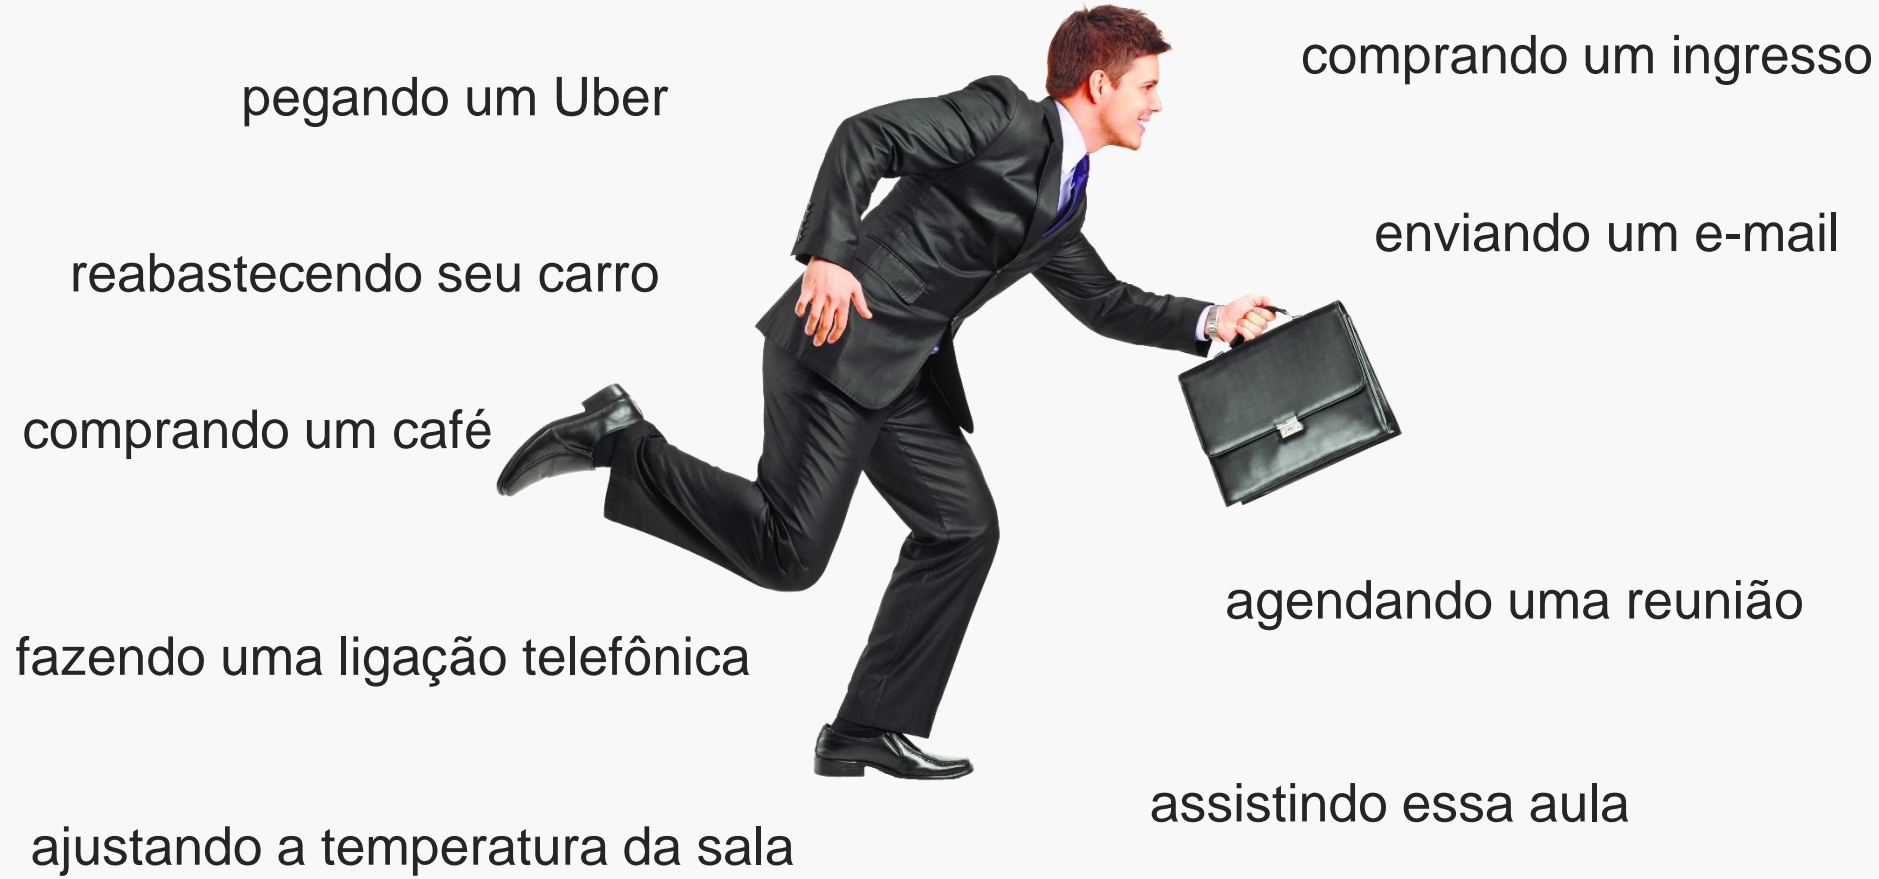 pegando um Uber
comprando um ingresso
reabastecendo seu carro
enviando um e-mail
comprando um café
fazendo uma ligação telefônica
agendando uma reunião
ajustando a temperatura da sala
assistindo essa aula